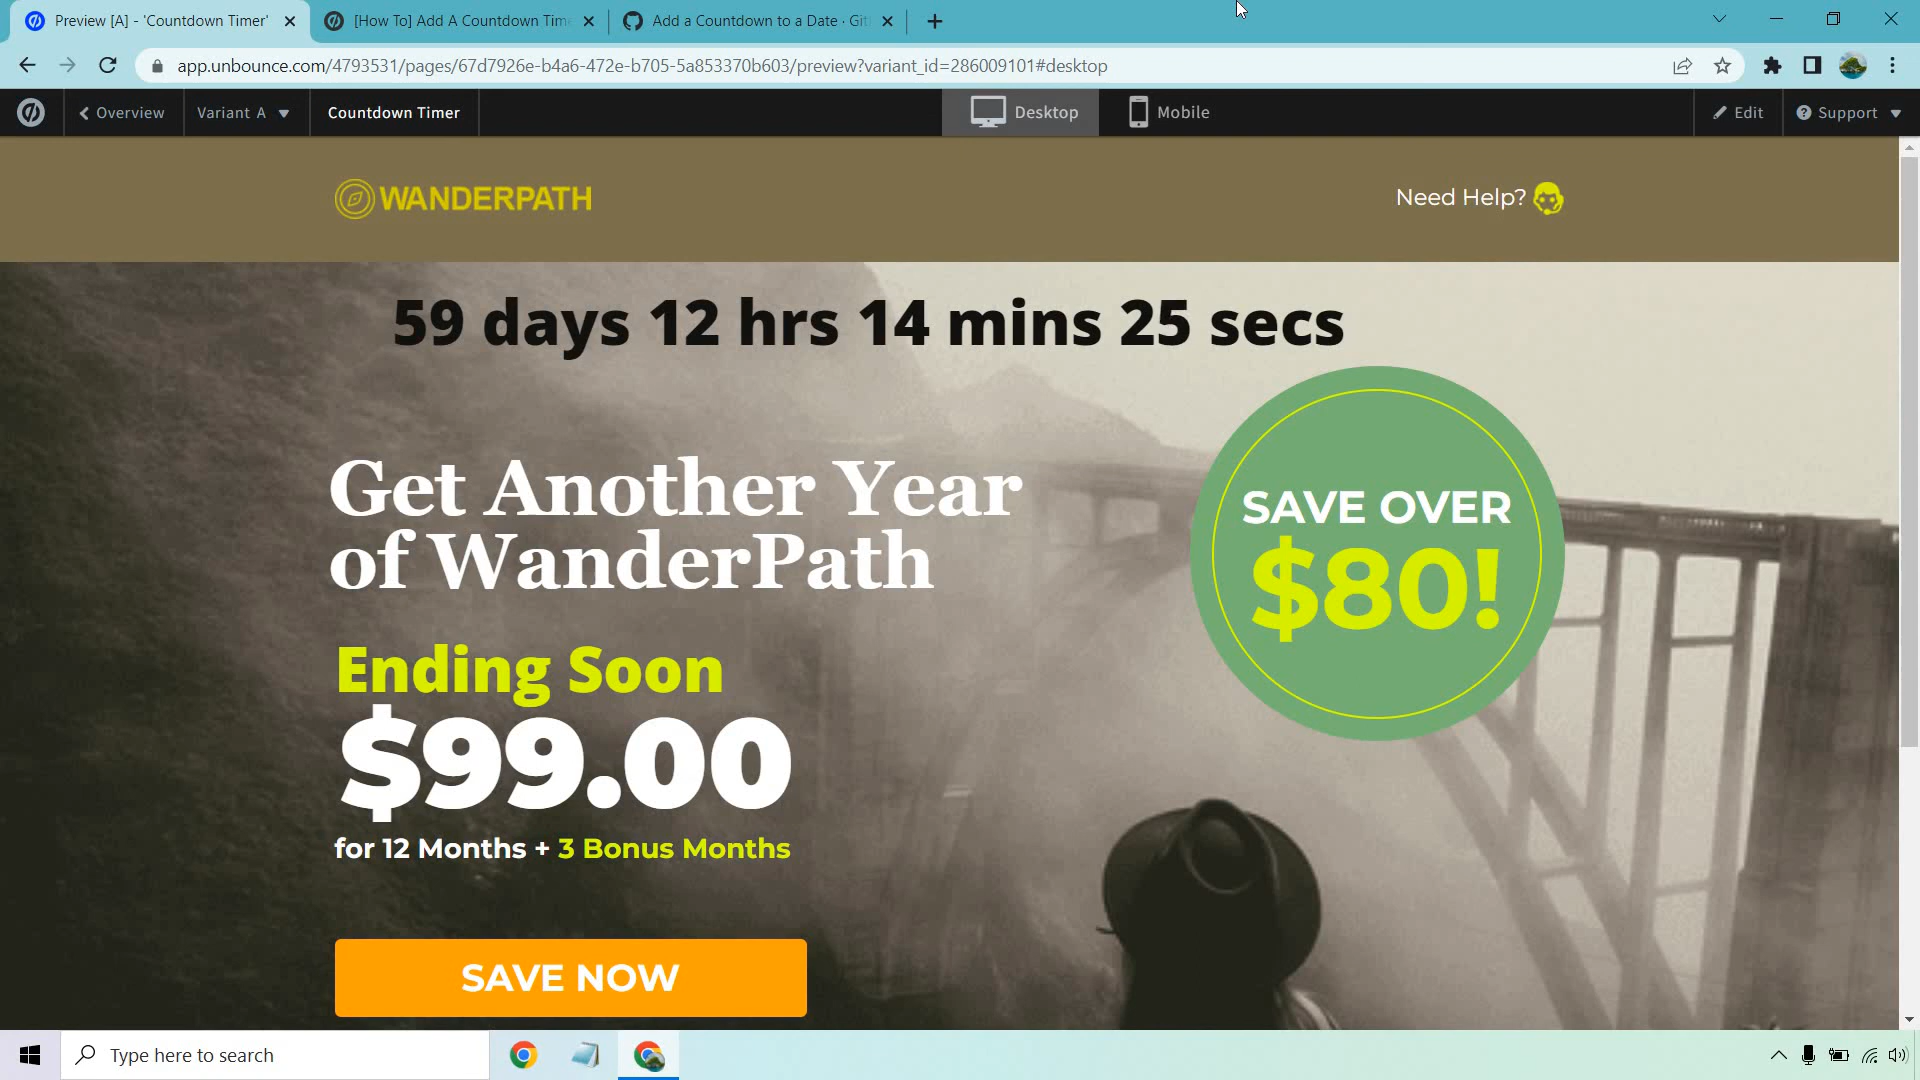 Preview [A] - 'Countdown Timer'
[How To] Add A Countdown Tim
Add a Countdown to a Date · Git
app.unbounce.com/4793531/pages/67d7926e-b4a6-472e-b705-5a853370b603/preview?variant_id=286009101#desktop
Overview
Variant A
Countdown Timer
Desktop
Mobile
Edit
Support
WANDERPATH
Need Help?
59 days 12 hrs 14 mins 25 secs
Get Another Year
of WanderPath
SAVE OVER
$80!
Ending Soon
$99.00
for 12 Months + 3 Bonus Months
SAVE NOW
Type here to search